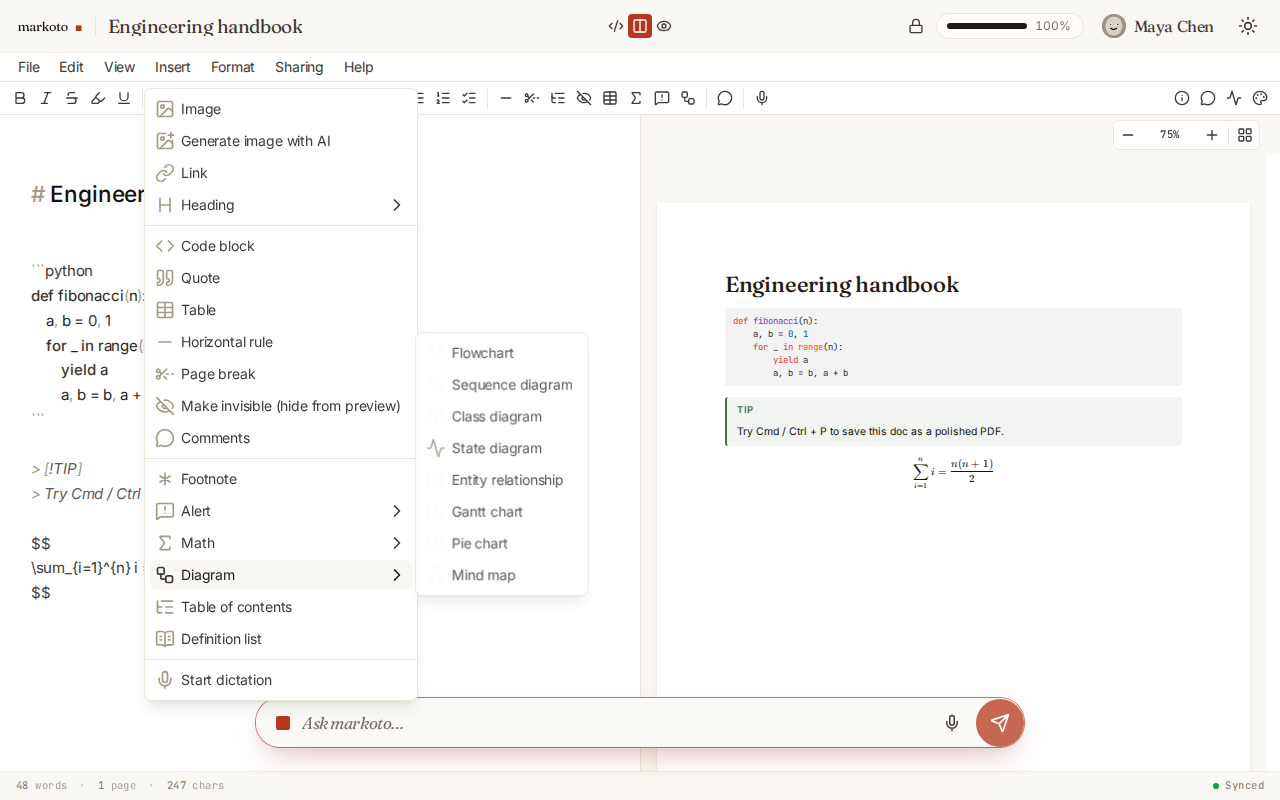 markoto
Engineering handbook
100%
Maya Chen
File Edit View Insert Format Sharing Help
75%
Image
Generate image with AI
Link
Heading
Code block
Quote
Table
Horizontal rule
Page break
Make invisible (hide from preview)
Comments
Footnote
Alert
Math
Diagram
Table of contents
Definition list
Start dictation
Flowchart
Sequence diagram
Class diagram
State diagram
Entity relationship
Gantt chart
Pie chart
Mind map
# Engineer
```python
def fibonacci(n):
a, b = 0, 1
for _ in range(
yield a
a, b = b, a +
```
> [!TIP]
> Try Cmd / Ctrl
$$
\sum_{i=1}^{n} i
$$
Engineering handbook
def fibonacci(n):
a, b = 0, 1
for _ in range(n):
yield a
a, b = b, a + b
TIP
Try Cmd / Ctrl + P to save this doc as a polished PDF.
∑_{i=1}^{n} i = n(n + 1) / 2
Ask markoto...
48 words · 1 page · 247 chars
Synced